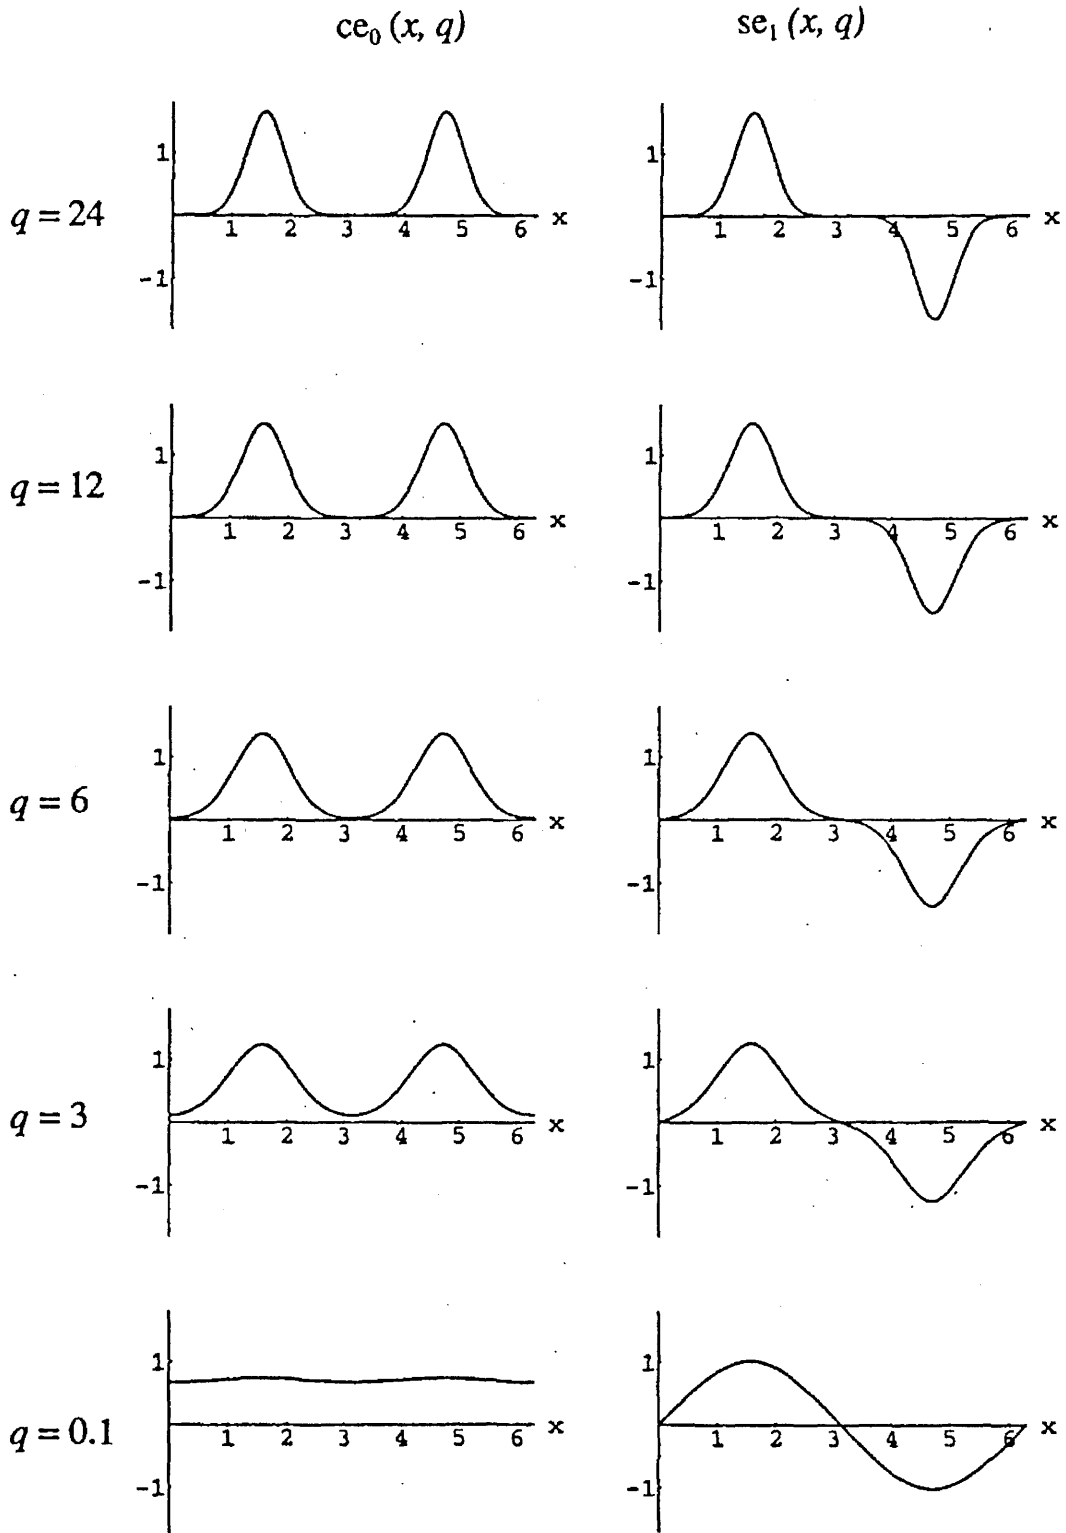 ce₀ (x, q) se₁ (x, q)
1 1
q = 24
1 2 3 4 5 6 x 1 2 3 4 5 6 x
-1 -1
1 1
q = 12
1 2 3 4 5 6 x 1 2 3 4 5 6 x
-1 -1
1 1
q = 6
1 2 3 4 5 6 x 1 2 3 4 5 6 x
-1 -1
1 1
q = 3
1 2 3 4 5 6 x 1 2 3 4 5 6 x
-1 -1
1 1
q = 0.1
1 2 3 4 5 6 x 1 2 3 4 5 6 x
-1 -1